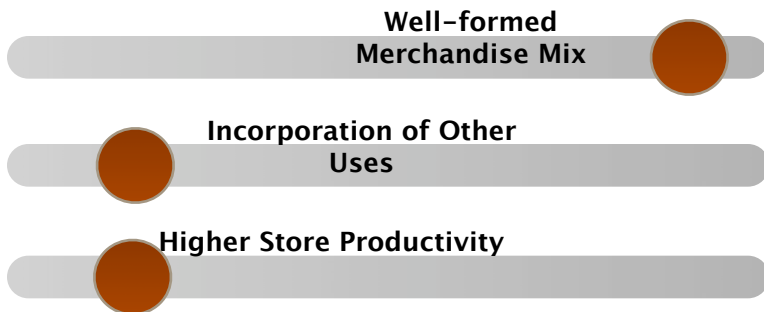 Well-formed
Merchandise Mix
Incorporation of Other
Uses
Higher Store Productivity